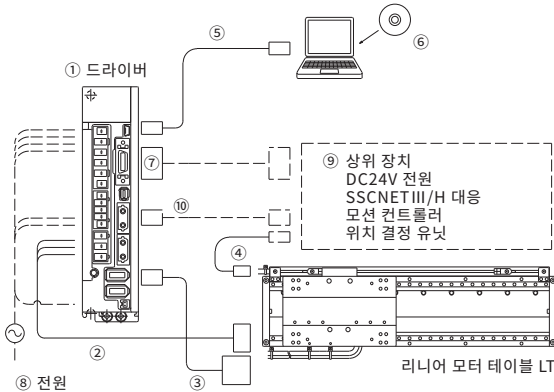 ⑤
⑥
① 드라이버
⑦
⑨ 상위 장치
DC24V 전원
SSCNETⅢ/H 대응
모션 컨트롤러
위치 결정 유닛
⑩
④
②
③
리니어 모터 테이블 LT
⑧ 전원